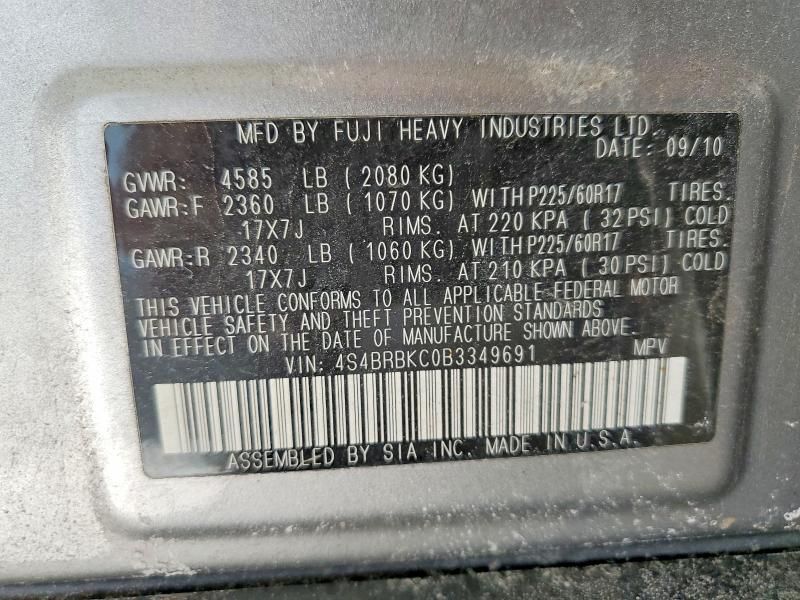 MFD BY FUJI HEAVY INDUSTRIES LTD.
DATE: 09/10
GVWR: 4585 LB ( 2080 KG)
GAWR:F 2360 LB ( 1070 KG) WITH P225/60R17 TIRES.
17X7J RIMS. AT 220 KPA ( 32 PSI) COLD
GAWR:R 2340 LB ( 1060 KG) WITH P225/60R17 TIRES.
17X7J RIMS. AT 210 KPA ( 30 PSI) COLD
THIS VEHICLE CONFORMS TO ALL APPLICABLE FEDERAL MOTOR
VEHICLE SAFETY AND THEFT PREVENTION STANDARDS
IN EFFECT ON THE DATE OF MANUFACTURE SHOWN ABOVE.
VIN: 4S4BRBKC0B3349691 MPV
ASSEMBLED BY SIA INC. MADE IN U.S.A.